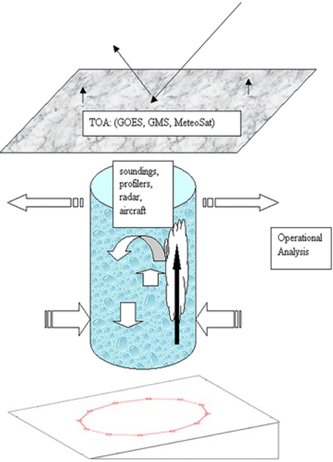 TOA: (GOES, GMS, MeteoSat)
soundings,
profilers,
radar,
aircraft
Operational
Analysis